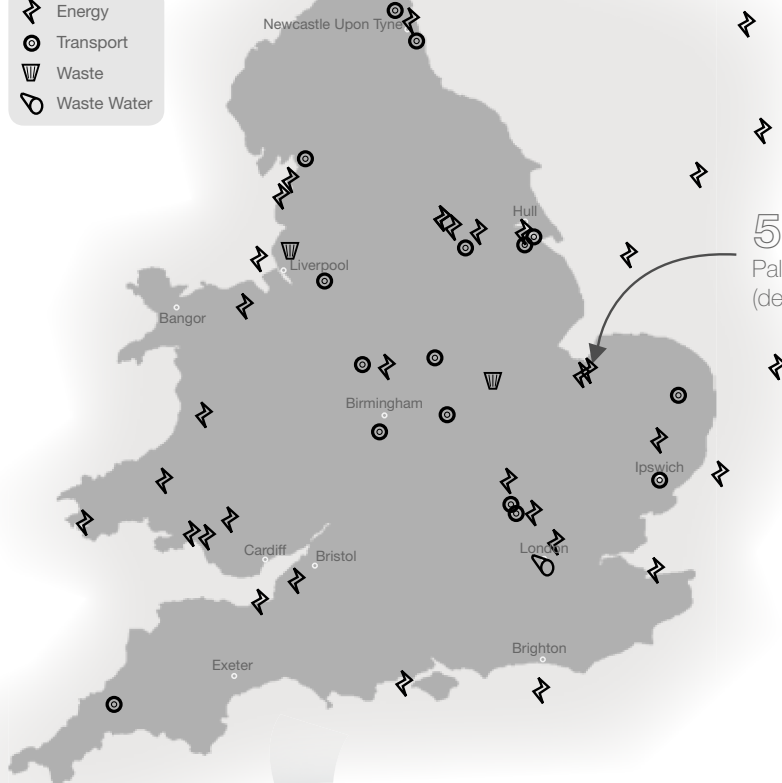 Energy
Transport
Waste
Waste Water
Newcastle Upon Tyne
Hull
5
Pal
(de
Liverpool
Bangor
Birmingham
Ipswich
London
Cardiff
Bristol
Brighton
Exeter